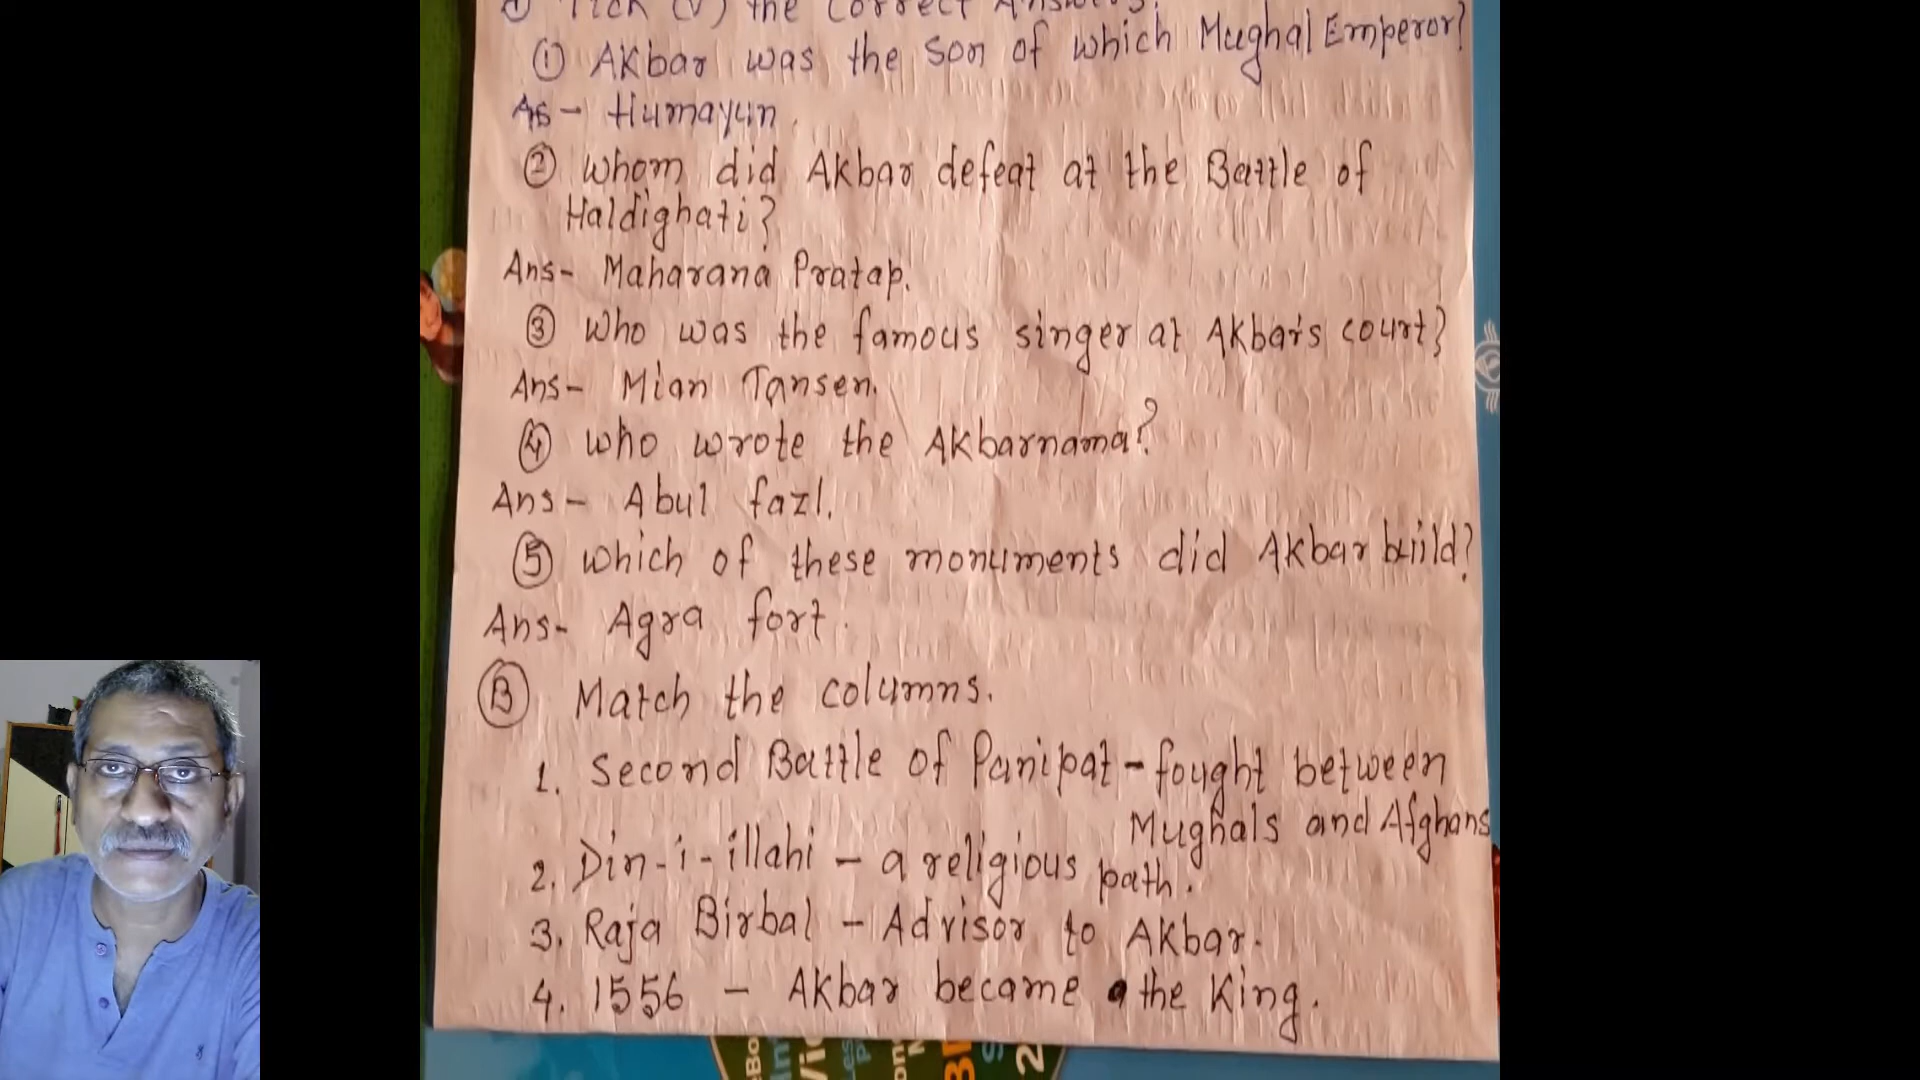 A Tick (√) the Correct Answers.
① Akbar was the son of which Mughal Emperor?
As - Humayun.
② Whom did Akbar defeat at the Battle of
Haldighati?
Ans- Maharana Pratap.
③ Who was the famous singer at Akbar's court?
Ans- Mian Tansen.
④ Who wrote the Akbarnama?
Ans- Abul fazl.
⑤ Which of these monuments did Akbar build?
Ans- Agra fort.
Ⓑ Match the columns.
1. Second Battle of Panipat - fought between
Mughals and Afghans
2. Din-i-illahi - a religious path.
3. Raja Birbal - Advisor to Akbar.
4. 1556 - Akbar became the King.